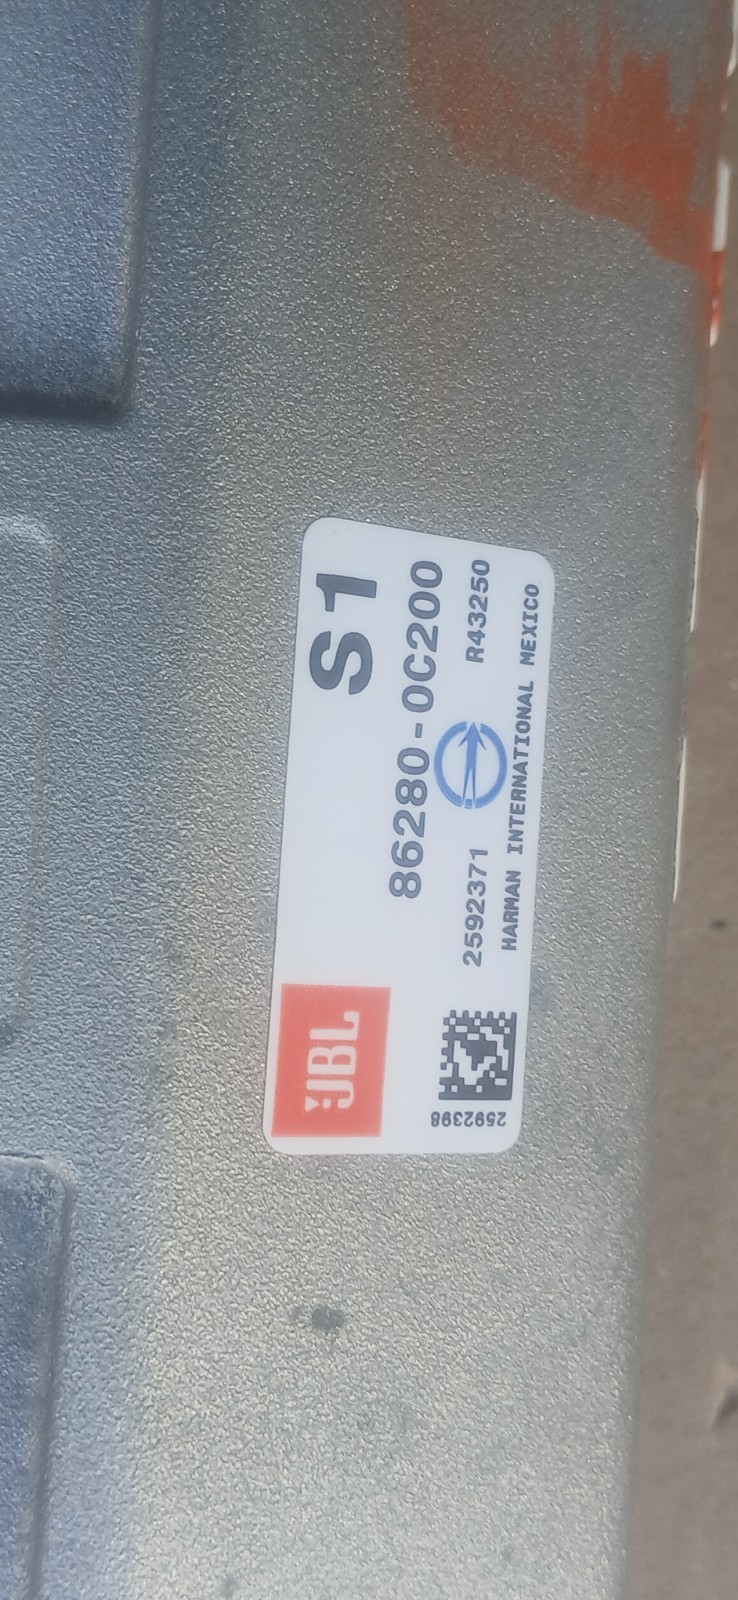 S1
86280-0C200
2592371 R43250
HARMAN INTERNATIONAL MEXICO
JBL
2592398